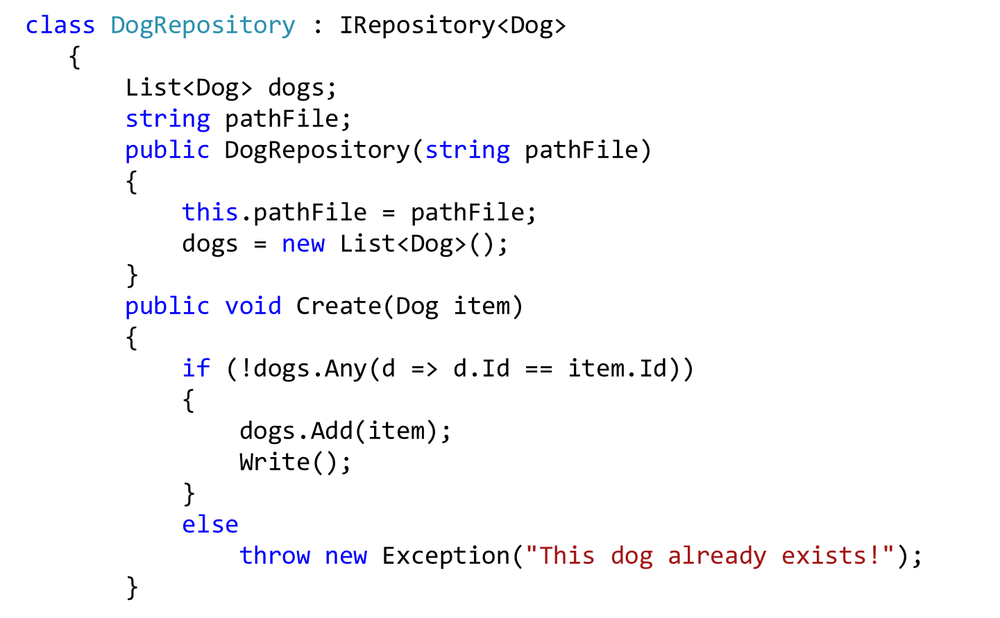 class DogRepository : IRepository<Dog>
{
List<Dog> dogs;
string pathFile;
public DogRepository(string pathFile)
{
this.pathFile = pathFile;
dogs = new List<Dog>();
}
public void Create(Dog item)
{
if (!dogs.Any(d => d.Id == item.Id))
{
dogs.Add(item);
Write();
}
else
throw new Exception("This dog already exists!");
}